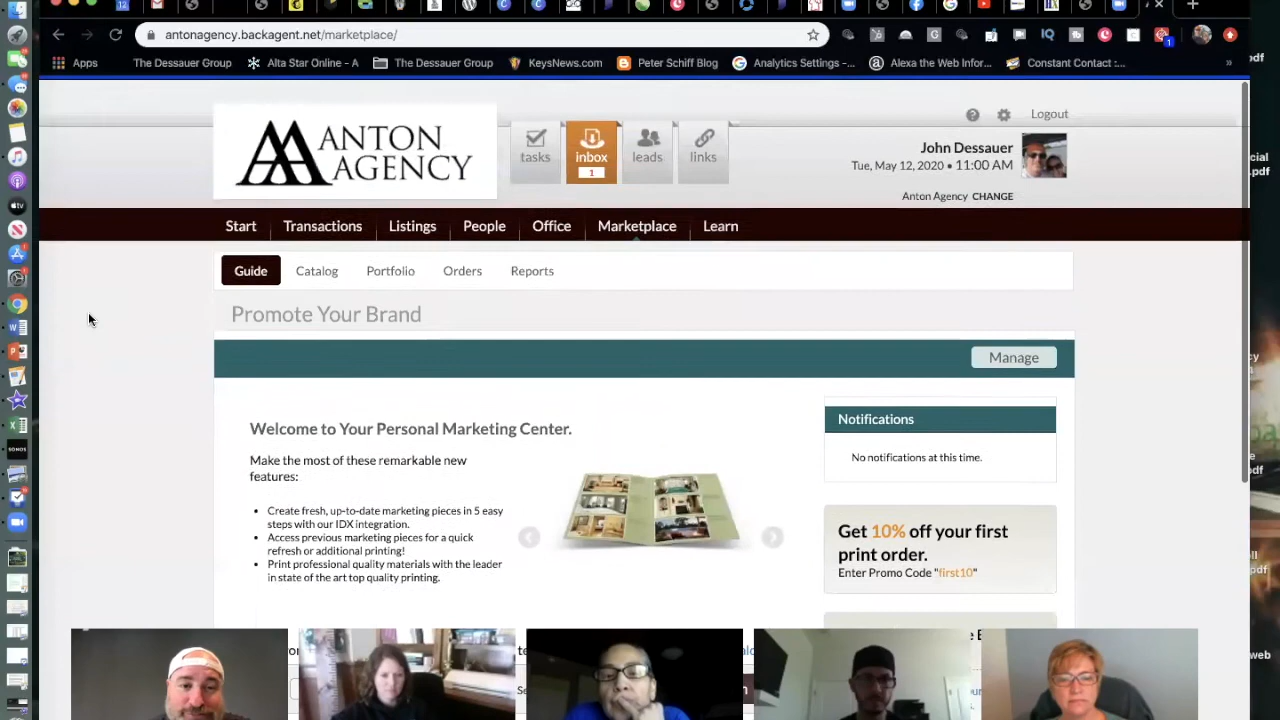 antonagency.backagent.net/marketplace/
Apps The Dessauer Group Alta Star Online - A The Dessauer Group KeysNews.com Peter Schiff Blog Analytics Settings -... Alexa the Web Infor... Constant Contact :... »
ANTON
AGENCY
tasks inbox leads links
1
Logout
John Dessauer
Tue, May 12, 2020 • 11:00 AM
Anton Agency CHANGE
Start Transactions Listings People Office Marketplace Learn
Guide Catalog Portfolio Orders Reports
Promote Your Brand
Manage
Welcome to Your Personal Marketing Center.
Make the most of these remarkable new
features:
• Create fresh, up-to-date marketing pieces in 5 easy
steps with our IDX integration.
• Access previous marketing pieces for a quick
refresh or additional printing!
• Print professional quality materials with the leader
in state of the art top quality printing.
Notifications
No notifications at this time.
Get 10% off your first
print order.
Enter Promo Code "first10"
.pdf
.pdf
.pdf
web